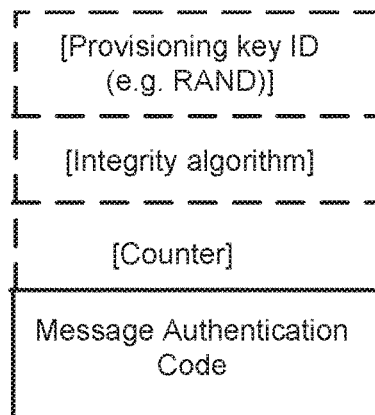 [Provisioning key ID
(e.g. RAND)]
[Integrity algorithm]
[Counter]
Message Authentication
Code